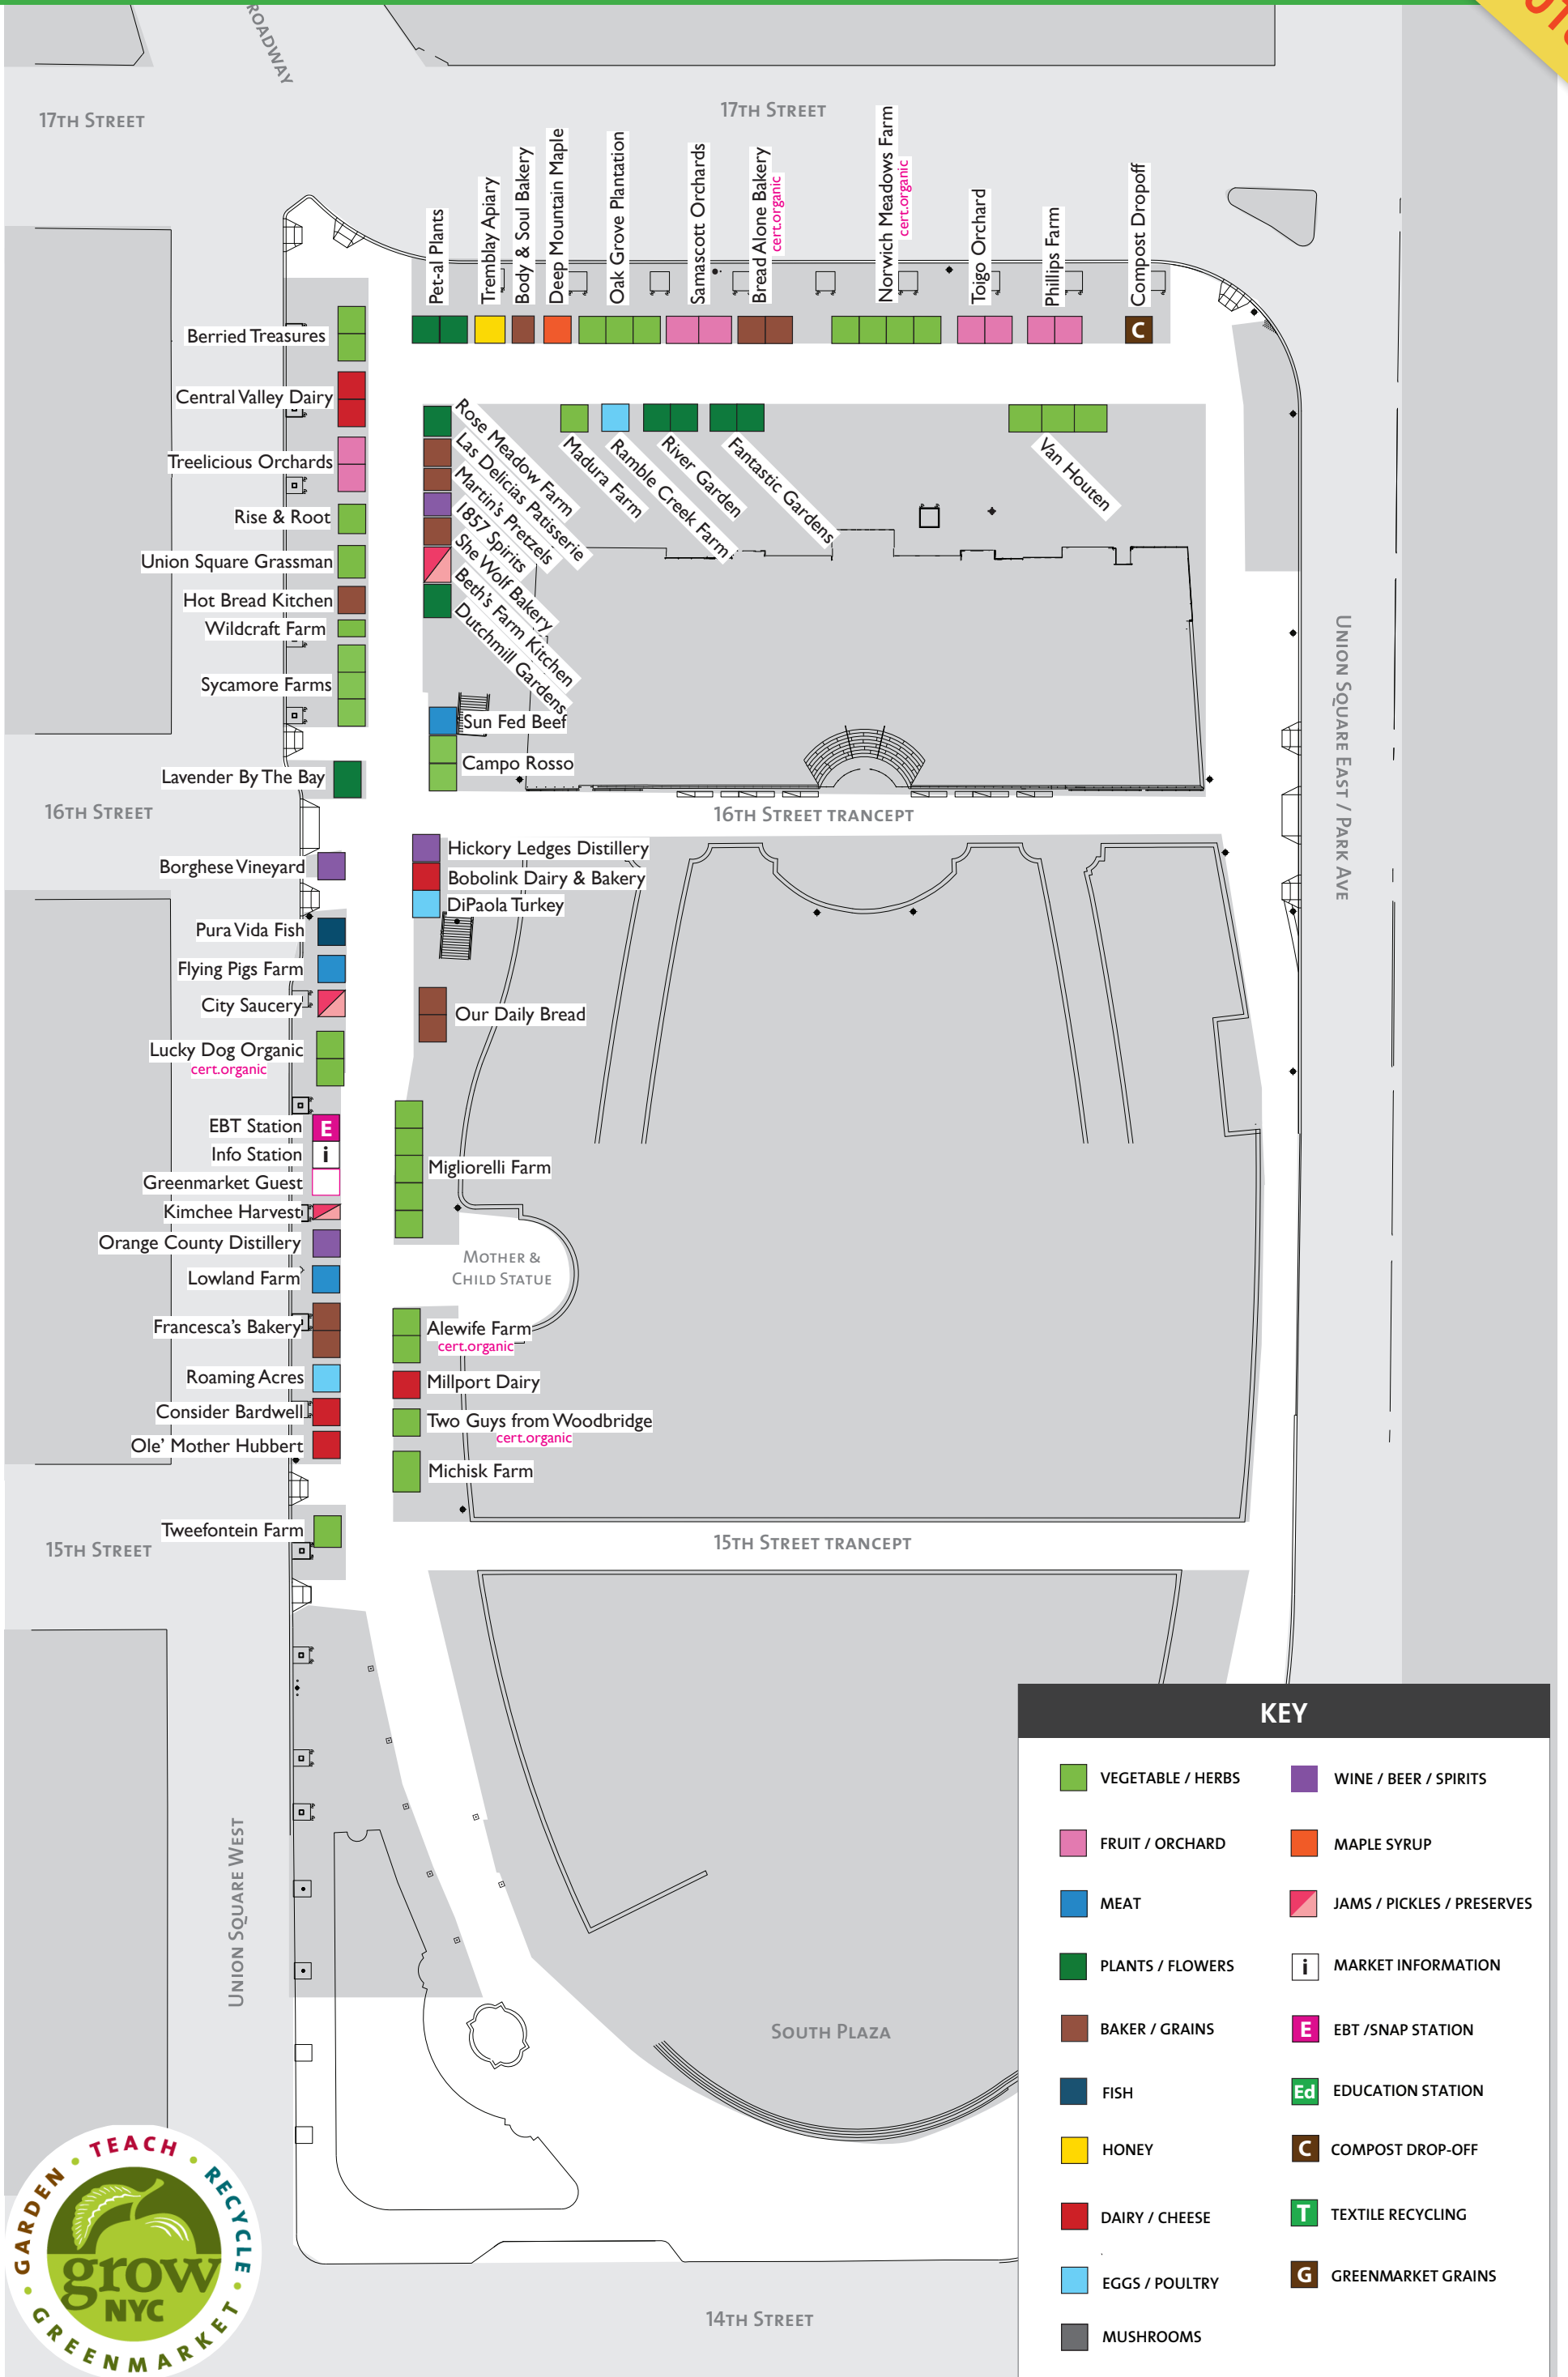 ROADWAY
17TH STREET
17TH STREET
Pet-al Plants
Tremblay Apiary
Body & Soul Bakery
Deep Mountain Maple
Oak Grove Plantation
Samascott Orchards
Bread Alone Bakery
cert.organic
Norwich Meadows Farm
cert.organic
Toigo Orchard
Phillips Farm
Compost Dropoff
C
Berried Treasures
Central Valley Dairy
Treelicious Orchards
Rise & Root
Union Square Grassman
Hot Bread Kitchen
Wildcraft Farm
Sycamore Farms
Lavender By The Bay
Rose Meadow Farm
Las Delicias Patisserie
Martin's Pretzels
1857 Spirits
She Wolf Bakery
Beth's Farm Kitchen
Dutchmill Gardens
Madura Farm
Ramble Creek Farm
River Garden
Fantastic Gardens
Van Houten
Sun Fed Beef
Campo Rosso
16TH STREET
16TH STREET TRANCEPT
UNION SQUARE EAST / PARK AVE
Borghese Vineyard
Pura Vida Fish
Flying Pigs Farm
City Saucery
Lucky Dog Organic
cert.organic
EBT Station
E
Info Station
i
Greenmarket Guest
Kimchee Harvest
Orange County Distillery
Lowland Farm
Francesca's Bakery
Roaming Acres
Consider Bardwell
Ole' Mother Hubbert
Tweefontein Farm
Hickory Ledges Distillery
Bobolink Dairy & Bakery
DiPaola Turkey
Our Daily Bread
Migliorelli Farm
MOTHER &
CHILD STATUE
Alewife Farm
cert.organic
Millport Dairy
Two Guys from Woodbridge
cert.organic
Michisk Farm
15TH STREET
15TH STREET TRANCEPT
UNION SQUARE WEST
SOUTH PLAZA
14TH STREET
KEY
VEGETABLE / HERBS
FRUIT / ORCHARD
MEAT
PLANTS / FLOWERS
BAKER / GRAINS
FISH
HONEY
DAIRY / CHEESE
EGGS / POULTRY
MUSHROOMS
WINE / BEER / SPIRITS
MAPLE SYRUP
JAMS / PICKLES / PRESERVES
i MARKET INFORMATION
E EBT /SNAP STATION
Ed EDUCATION STATION
C COMPOST DROP-OFF
T TEXTILE RECYCLING
G GREENMARKET GRAINS
GARDEN • TEACH • RECYCLE • GREENMARKET •
grow
NYC